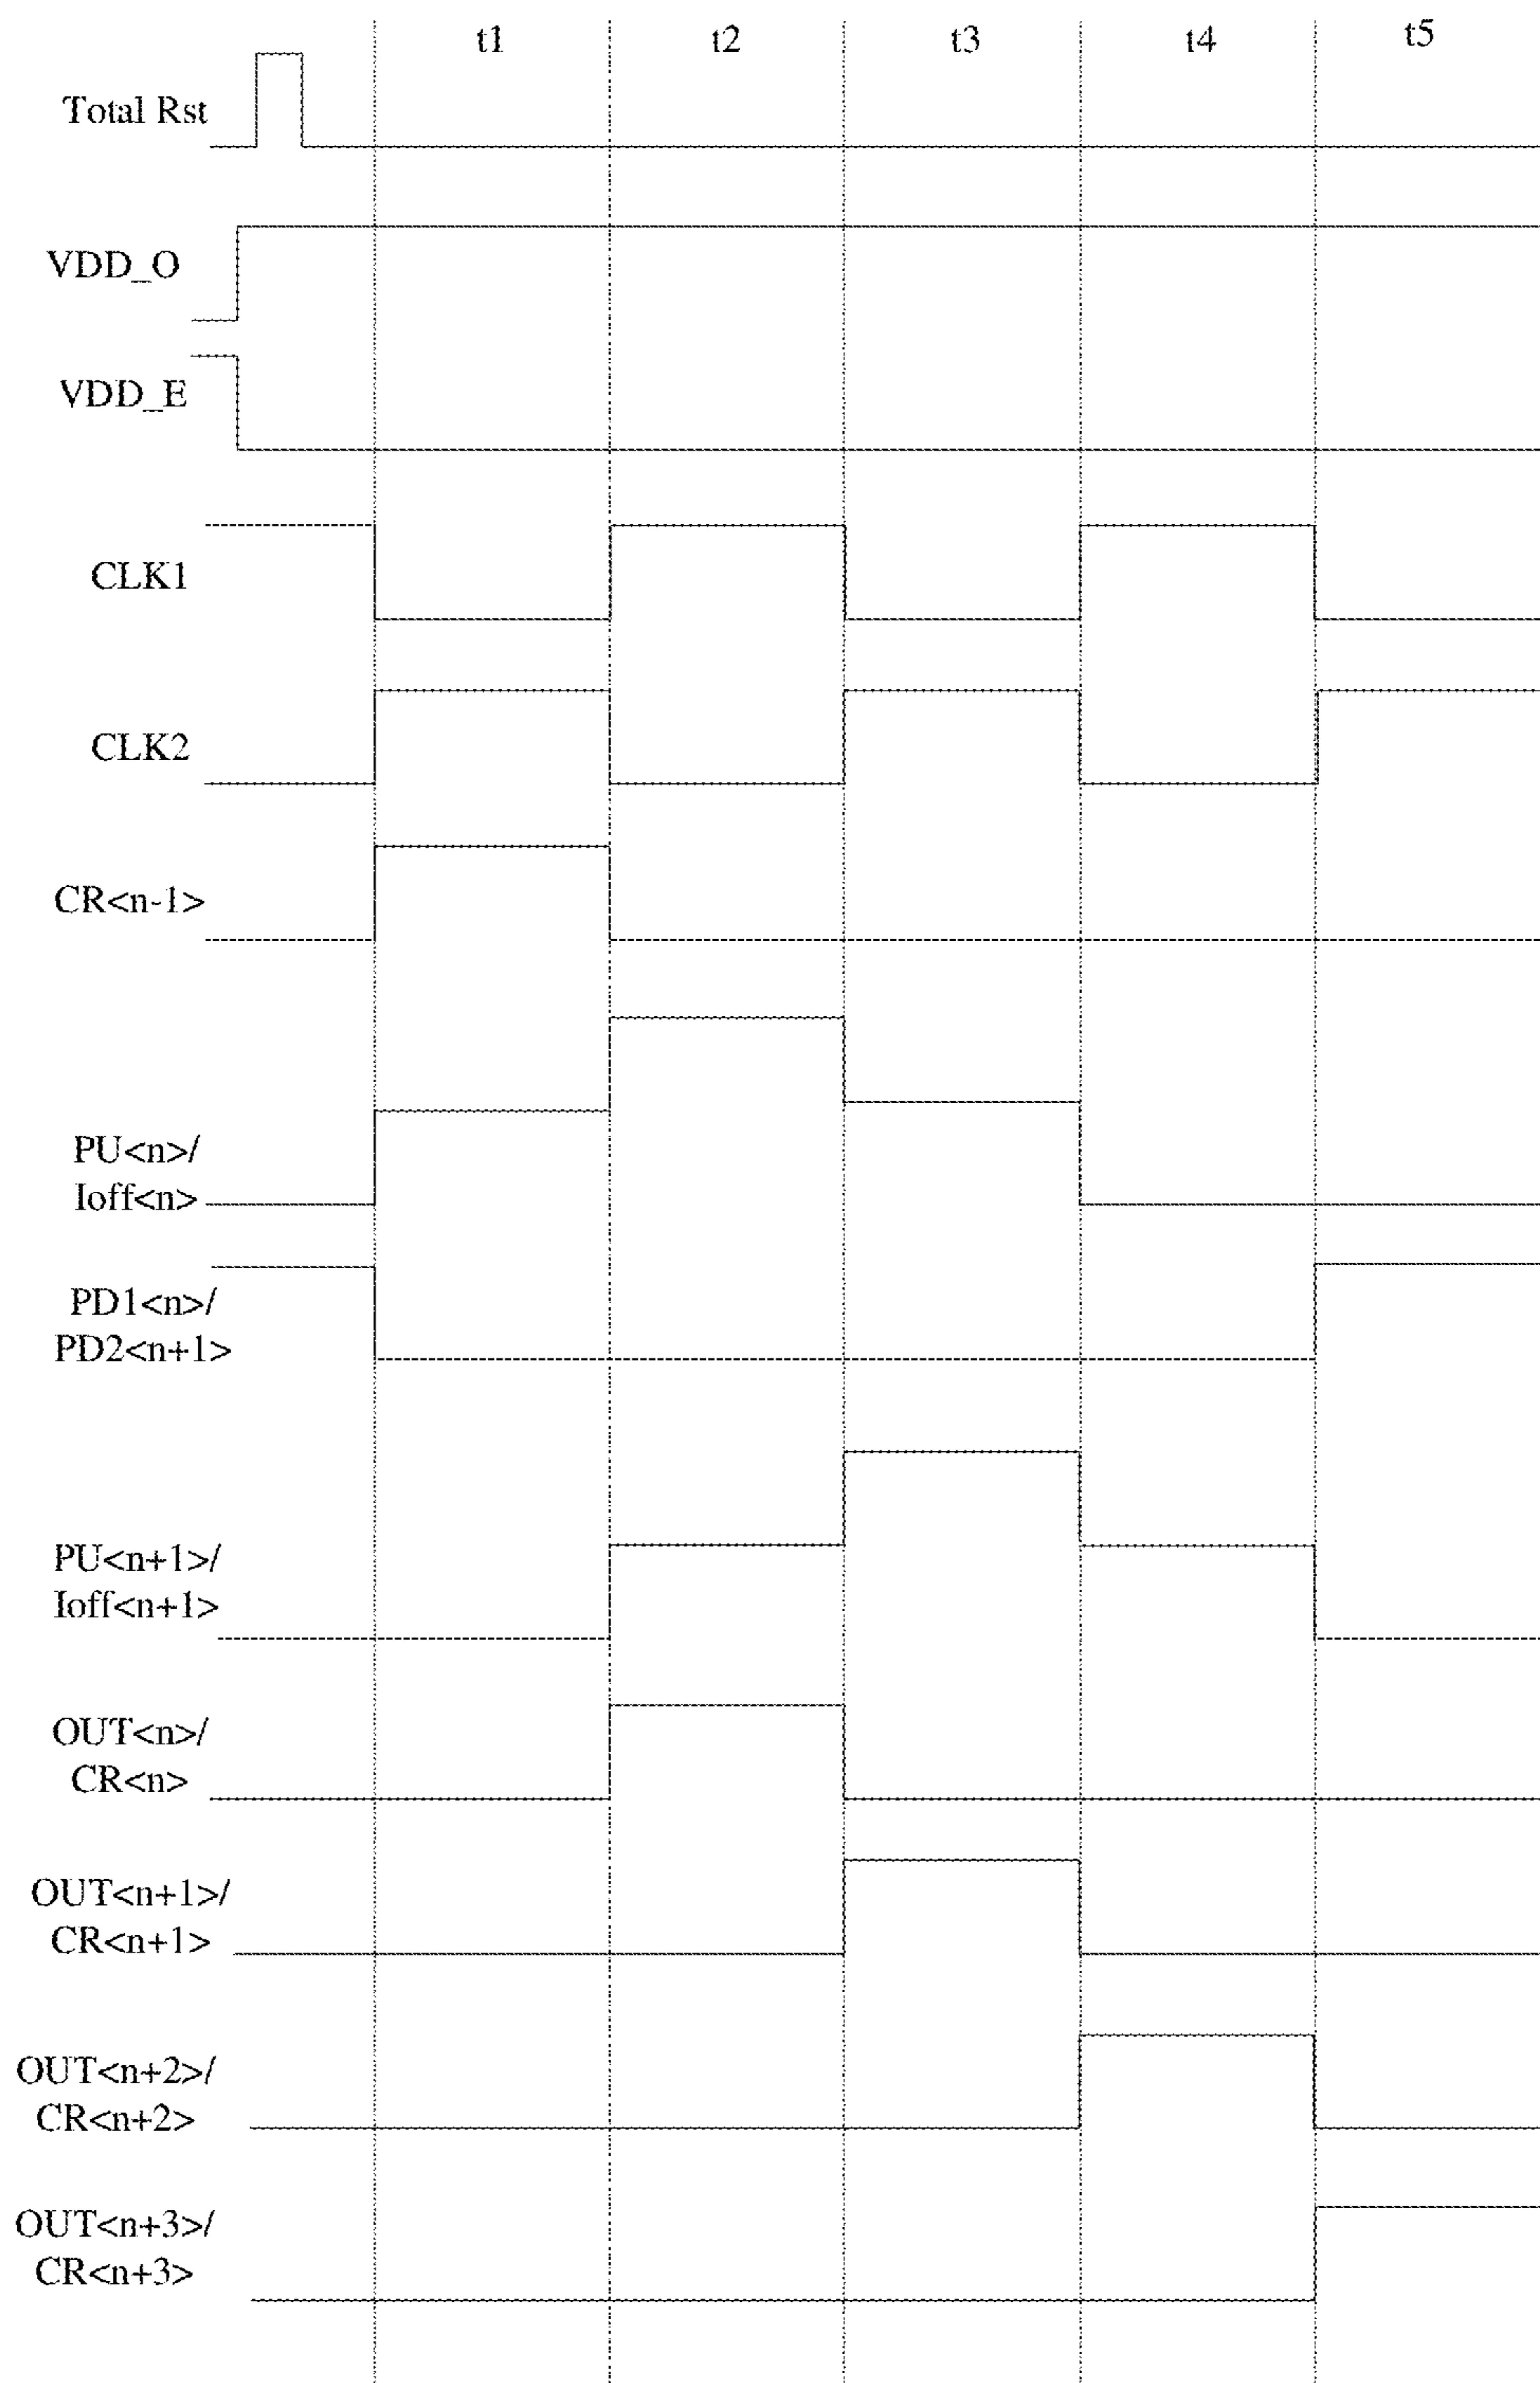 t1 t2 t3 t4 t5
Total Rst
VDD_O
VDD_E
CLK1
CLK2
CR<n-1>
PU<n>/
Ioff<n>
PD1<n>/
PD2<n+1>
PU<n+1>/
Ioff<n+1>
OUT<n>/
CR<n>
OUT<n+1>/
CR<n+1>
OUT<n+2>/
CR<n+2>
OUT<n+3>/
CR<n+3>